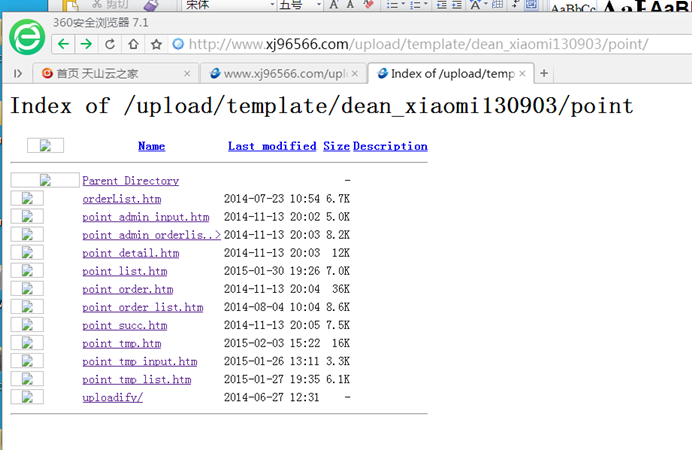 剪切
宋体
五号
AaBbCc
AaBbA
360安全浏览器 7.1
http://www.xj96566.com/upload/template/dean_xiaomi130903/point/
首页 天山云之家 ×
www.xj96566.com/upl ×
Index of /upload/temp × +
Index of /upload/template/dean_xiaomi130903/point
Name Last modified Size Description
Parent Directory -
orderList.htm 2014-07-23 10:54 6.7K
point_admin_input.htm 2014-11-13 20:02 5.0K
point_admin_orderlis..> 2014-11-13 20:03 8.2K
point_detail.htm 2014-11-13 20:03 12K
point_list.htm 2015-01-30 19:26 7.0K
point_order.htm 2014-11-13 20:04 36K
point_order_list.htm 2014-08-04 10:04 8.6K
point_succ.htm 2014-11-13 20:05 7.5K
point_tmp.htm 2015-02-03 15:22 16K
point_tmp_input.htm 2015-01-26 13:11 3.3K
point_tmp_list.htm 2015-01-27 19:35 6.1K
uploadify/ 2014-06-27 12:31 -